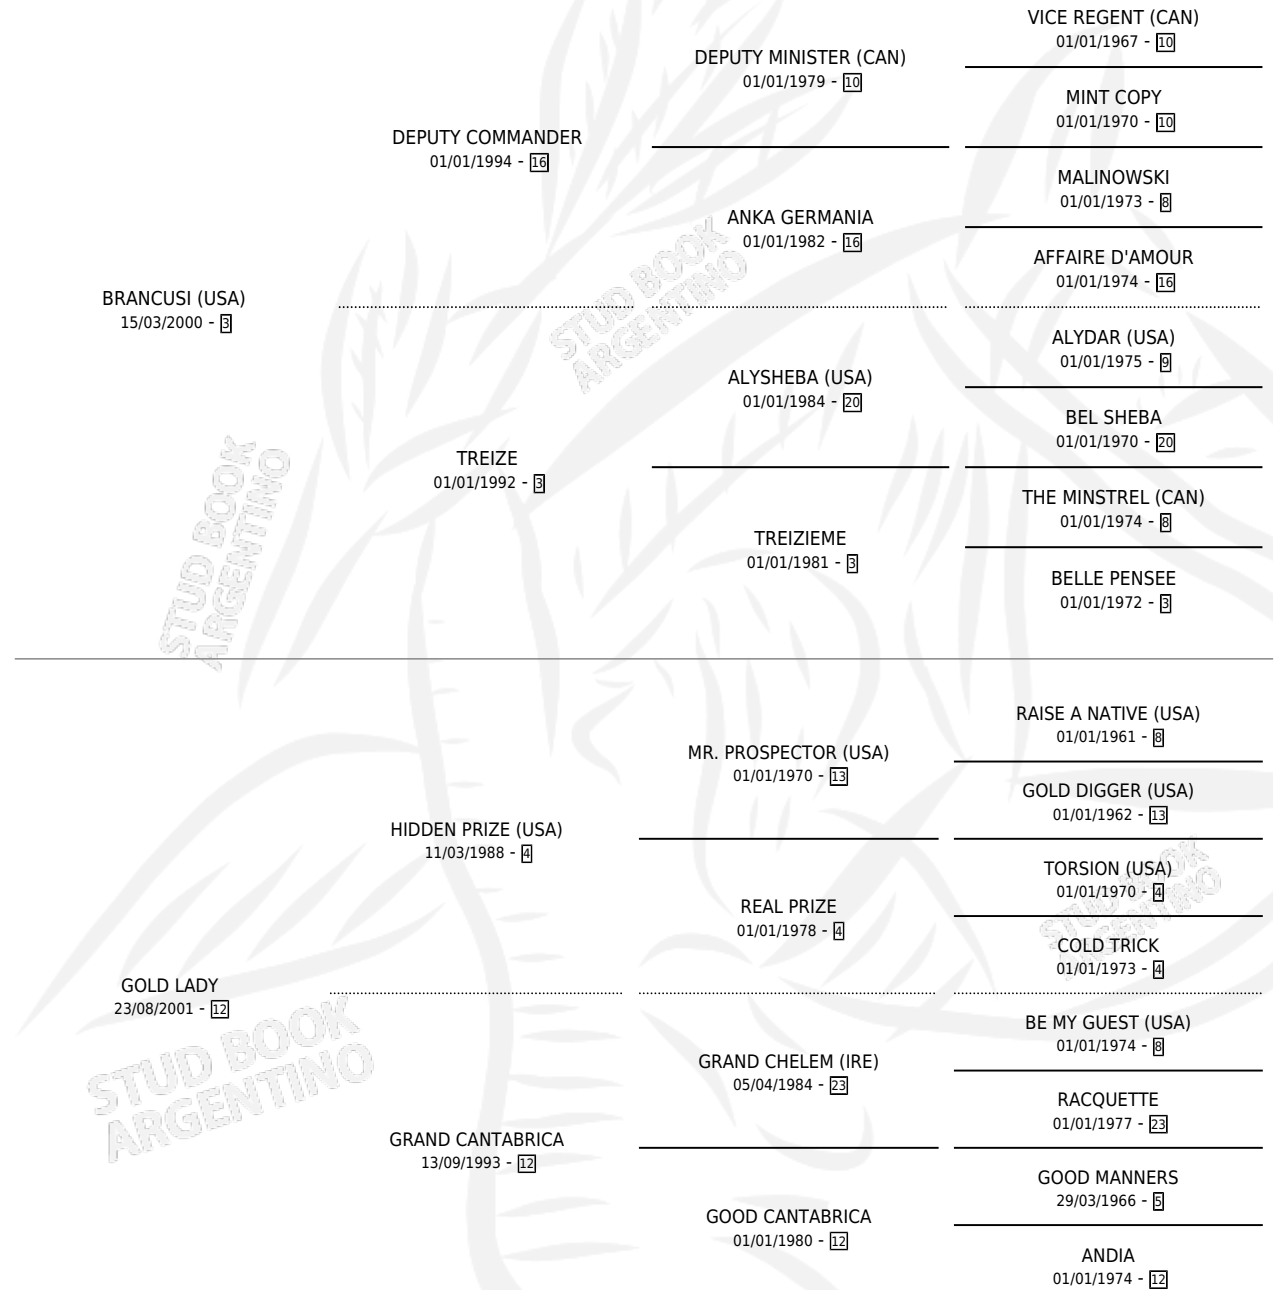 VICE REGENT (CAN)
01/01/1967 - 10
DEPUTY MINISTER (CAN)
01/01/1979 - 10
MINT COPY
01/01/1970 - 10
DEPUTY COMMANDER
01/01/1994 - 16
MALINOWSKI
01/01/1973 - 8
ANKA GERMANIA
01/01/1982 - 16
AFFAIRE D'AMOUR
01/01/1974 - 16
BRANCUSI (USA)
15/03/2000 - 3
ALYDAR (USA)
01/01/1975 - 9
ALYSHEBA (USA)
01/01/1984 - 20
BEL SHEBA
01/01/1970 - 20
TREIZE
01/01/1992 - 3
THE MINSTREL (CAN)
01/01/1974 - 8
TREIZIEME
01/01/1981 - 3
BELLE PENSEE
01/01/1972 - 3
RAISE A NATIVE (USA)
01/01/1961 - 8
MR. PROSPECTOR (USA)
01/01/1970 - 13
GOLD DIGGER (USA)
01/01/1962 - 13
HIDDEN PRIZE (USA)
11/03/1988 - 4
TORSION (USA)
01/01/1970 - 4
REAL PRIZE
01/01/1978 - 4
COLD TRICK
01/01/1973 - 4
GOLD LADY
23/08/2001 - 12
BE MY GUEST (USA)
01/01/1974 - 8
GRAND CHELEM (IRE)
05/04/1984 - 23
RACQUETTE
01/01/1977 - 23
GRAND CANTABRICA
13/09/1993 - 12
GOOD MANNERS
29/03/1966 - 5
GOOD CANTABRICA
01/01/1980 - 12
ANDIA
01/01/1974 - 12
STUD BOOK
ARGENTINO
STUD BOOK
ARGENTINO
STUD BOOK
ARGENTINO
STUD BOOK
ARGENTINO